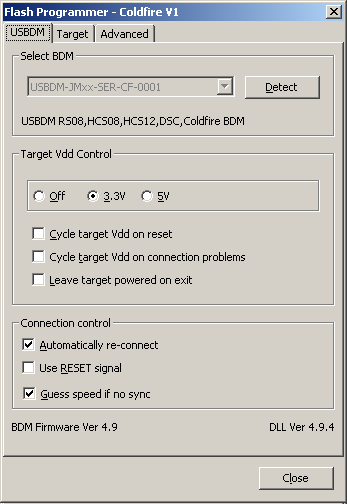 Flash Programmer - Coldfire V1
USBDM Target Advanced
Select BDM
USBDM-JMxx-SER-CF-0001 Detect
USBDM RS08,HCS08,HCS12,DSC,Coldfire BDM
Target Vdd Control
Off 3.3V 5V
Cycle target Vdd on reset
Cycle target Vdd on connection problems
Leave target powered on exit
Connection control
Automatically re-connect
Use RESET signal
Guess speed if no sync
BDM Firmware Ver 4.9 DLL Ver 4.9.4
Close